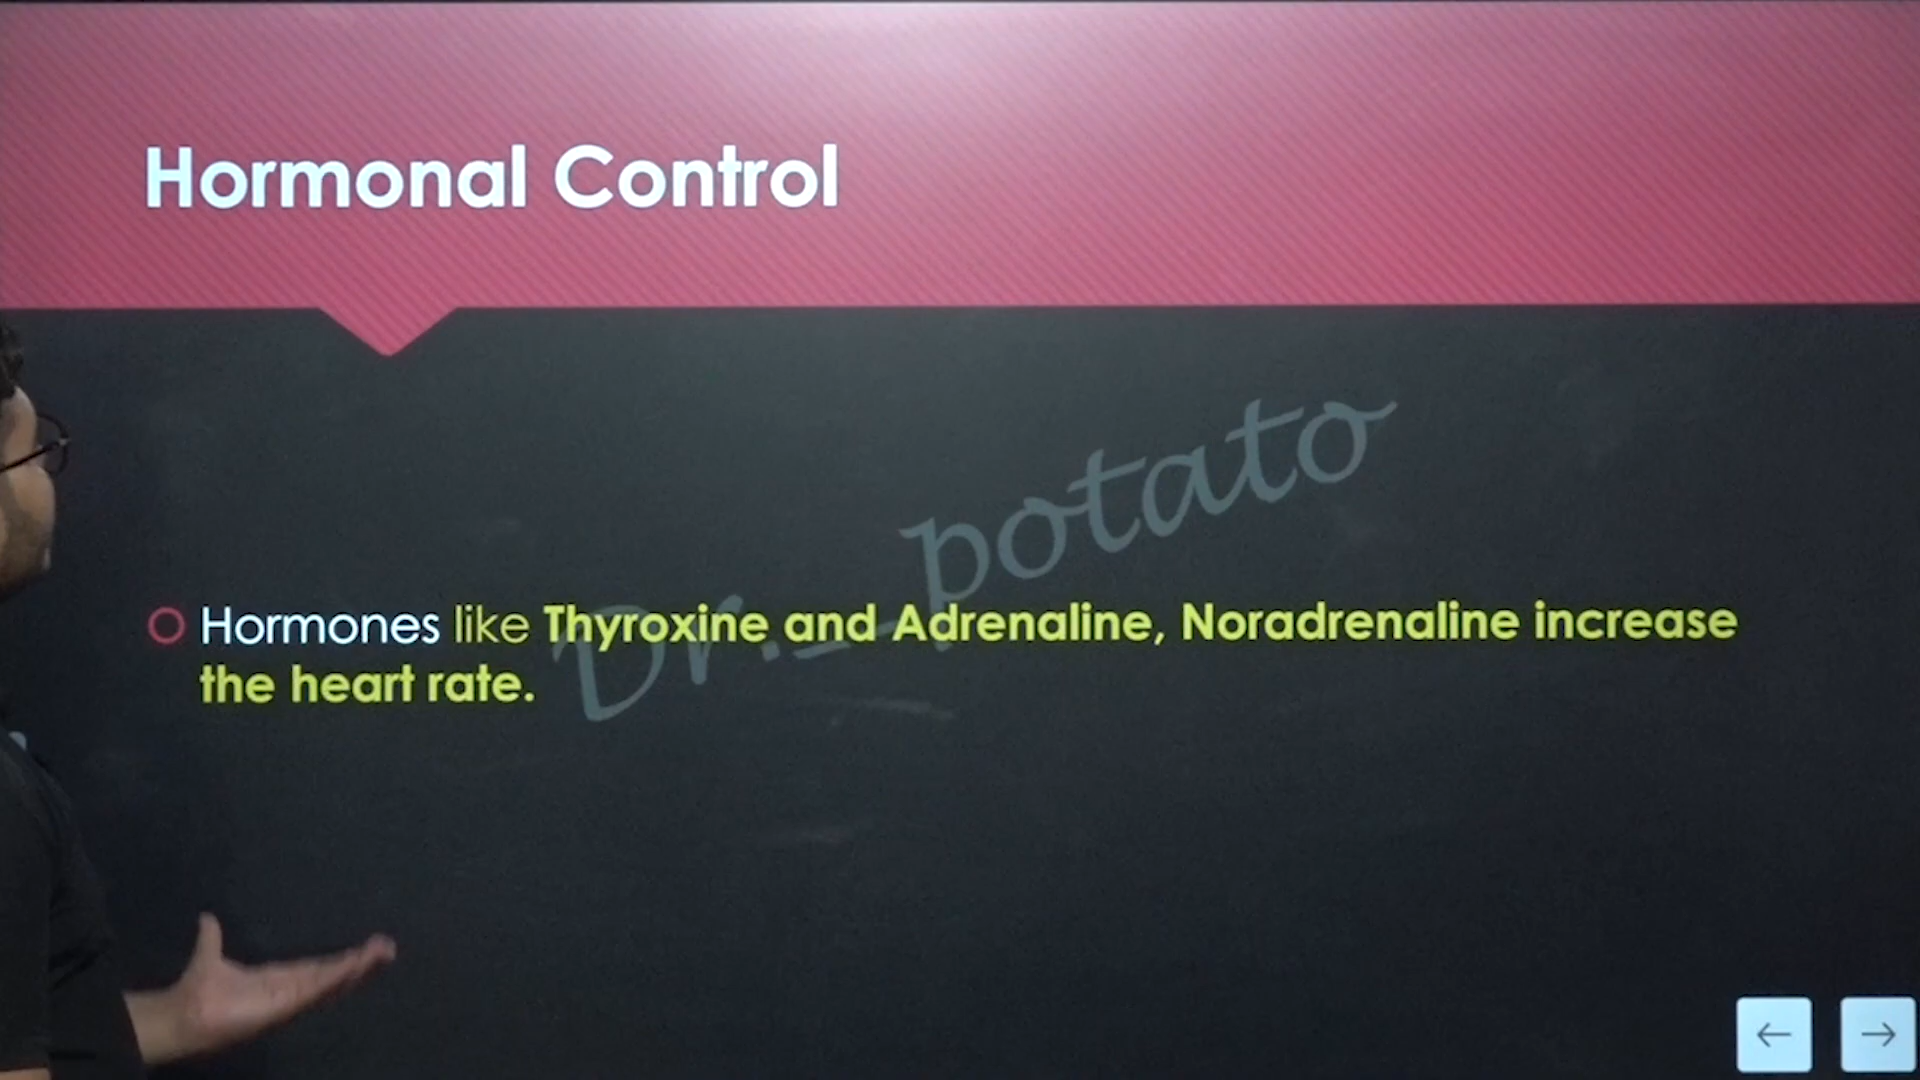 Hormonal Control
Dr._potato
Hormones like Thyroxine and Adrenaline, Noradrenaline increase
the heart rate.